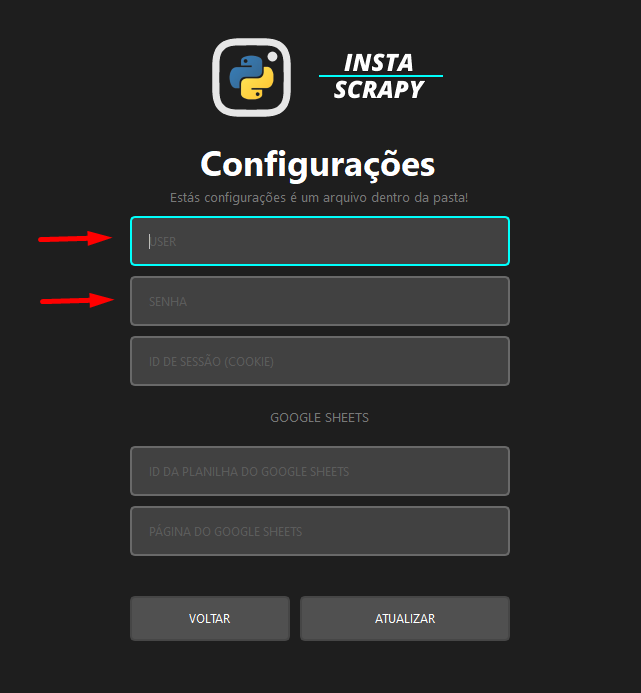 INSTA
SCRAPY
Configurações
Estás configurações é um arquivo dentro da pasta!
USER
SENHA
ID DE SESSÃO (COOKIE)
GOOGLE SHEETS
ID DA PLANILHA DO GOOGLE SHEETS
PÁGINA DO GOOGLE SHEETS
VOLTAR ATUALIZAR